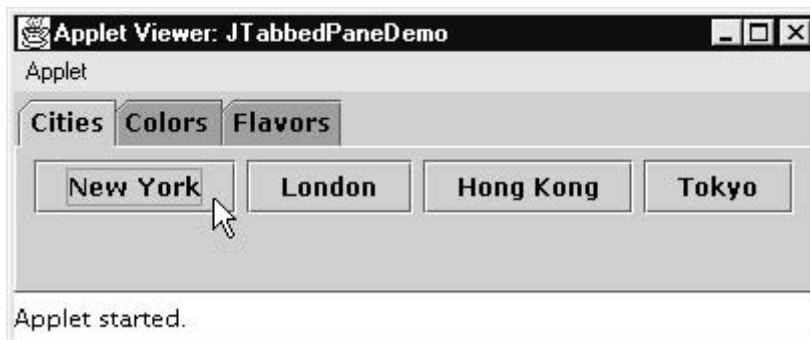 Applet Viewer: JTabbedPaneDemo
Applet
Cities Colors Flavors
New York London Hong Kong Tokyo
Applet started.